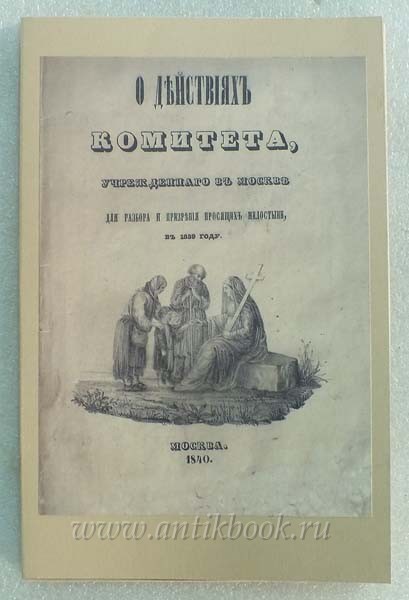 О ДѢЙСТВІЯХЪ
КОМИТЕТА,
УЧРЕЖДЕННАГО ВЪ МОСКВѢ
ДЛЯ РАЗБОРА И ПРИЗРѢНІЯ ПРОСЯЩИХЪ МИЛОСТЫНИ,
ВЪ 1839 ГОДУ.
МОСКВА.
1840.
www.antikbook.ru